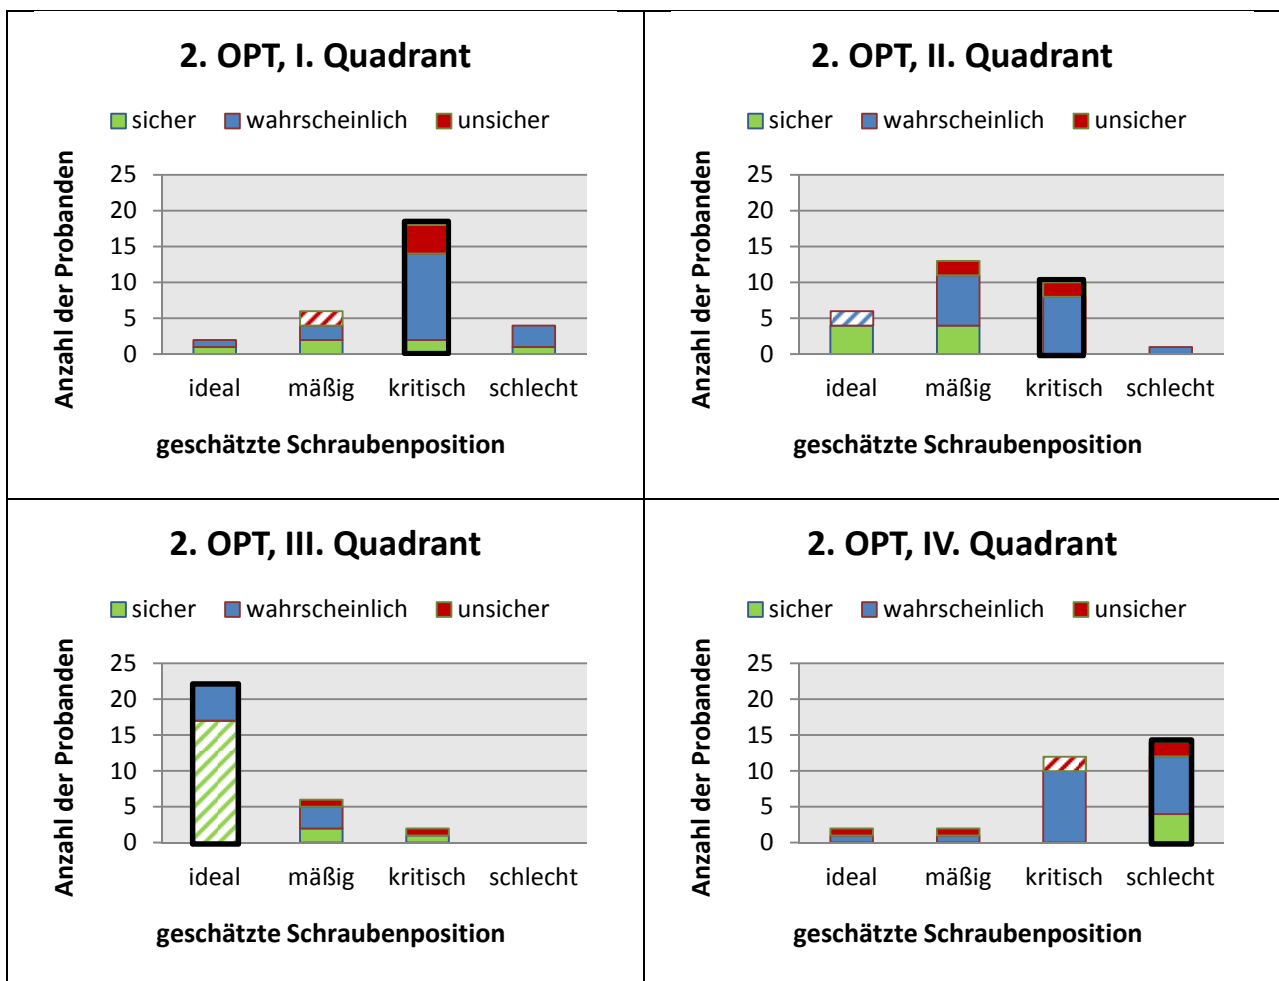 2. OPT, I. Quadrant
sicher wahrscheinlich unsicher
Anzahl der Probanden
25
20
15
10
5
0
ideal mäßig kritisch schlecht
geschätzte Schraubenposition
2. OPT, II. Quadrant
sicher wahrscheinlich unsicher
Anzahl der Probanden
25
20
15
10
5
0
ideal mäßig kritisch schlecht
geschätzte Schraubenposition
2. OPT, III. Quadrant
sicher wahrscheinlich unsicher
Anzahl der Probanden
25
20
15
10
5
0
ideal mäßig kritisch schlecht
geschätzte Schraubenposition
2. OPT, IV. Quadrant
sicher wahrscheinlich unsicher
Anzahl der Probanden
25
20
15
10
5
0
ideal mäßig kritisch schlecht
geschätzte Schraubenposition